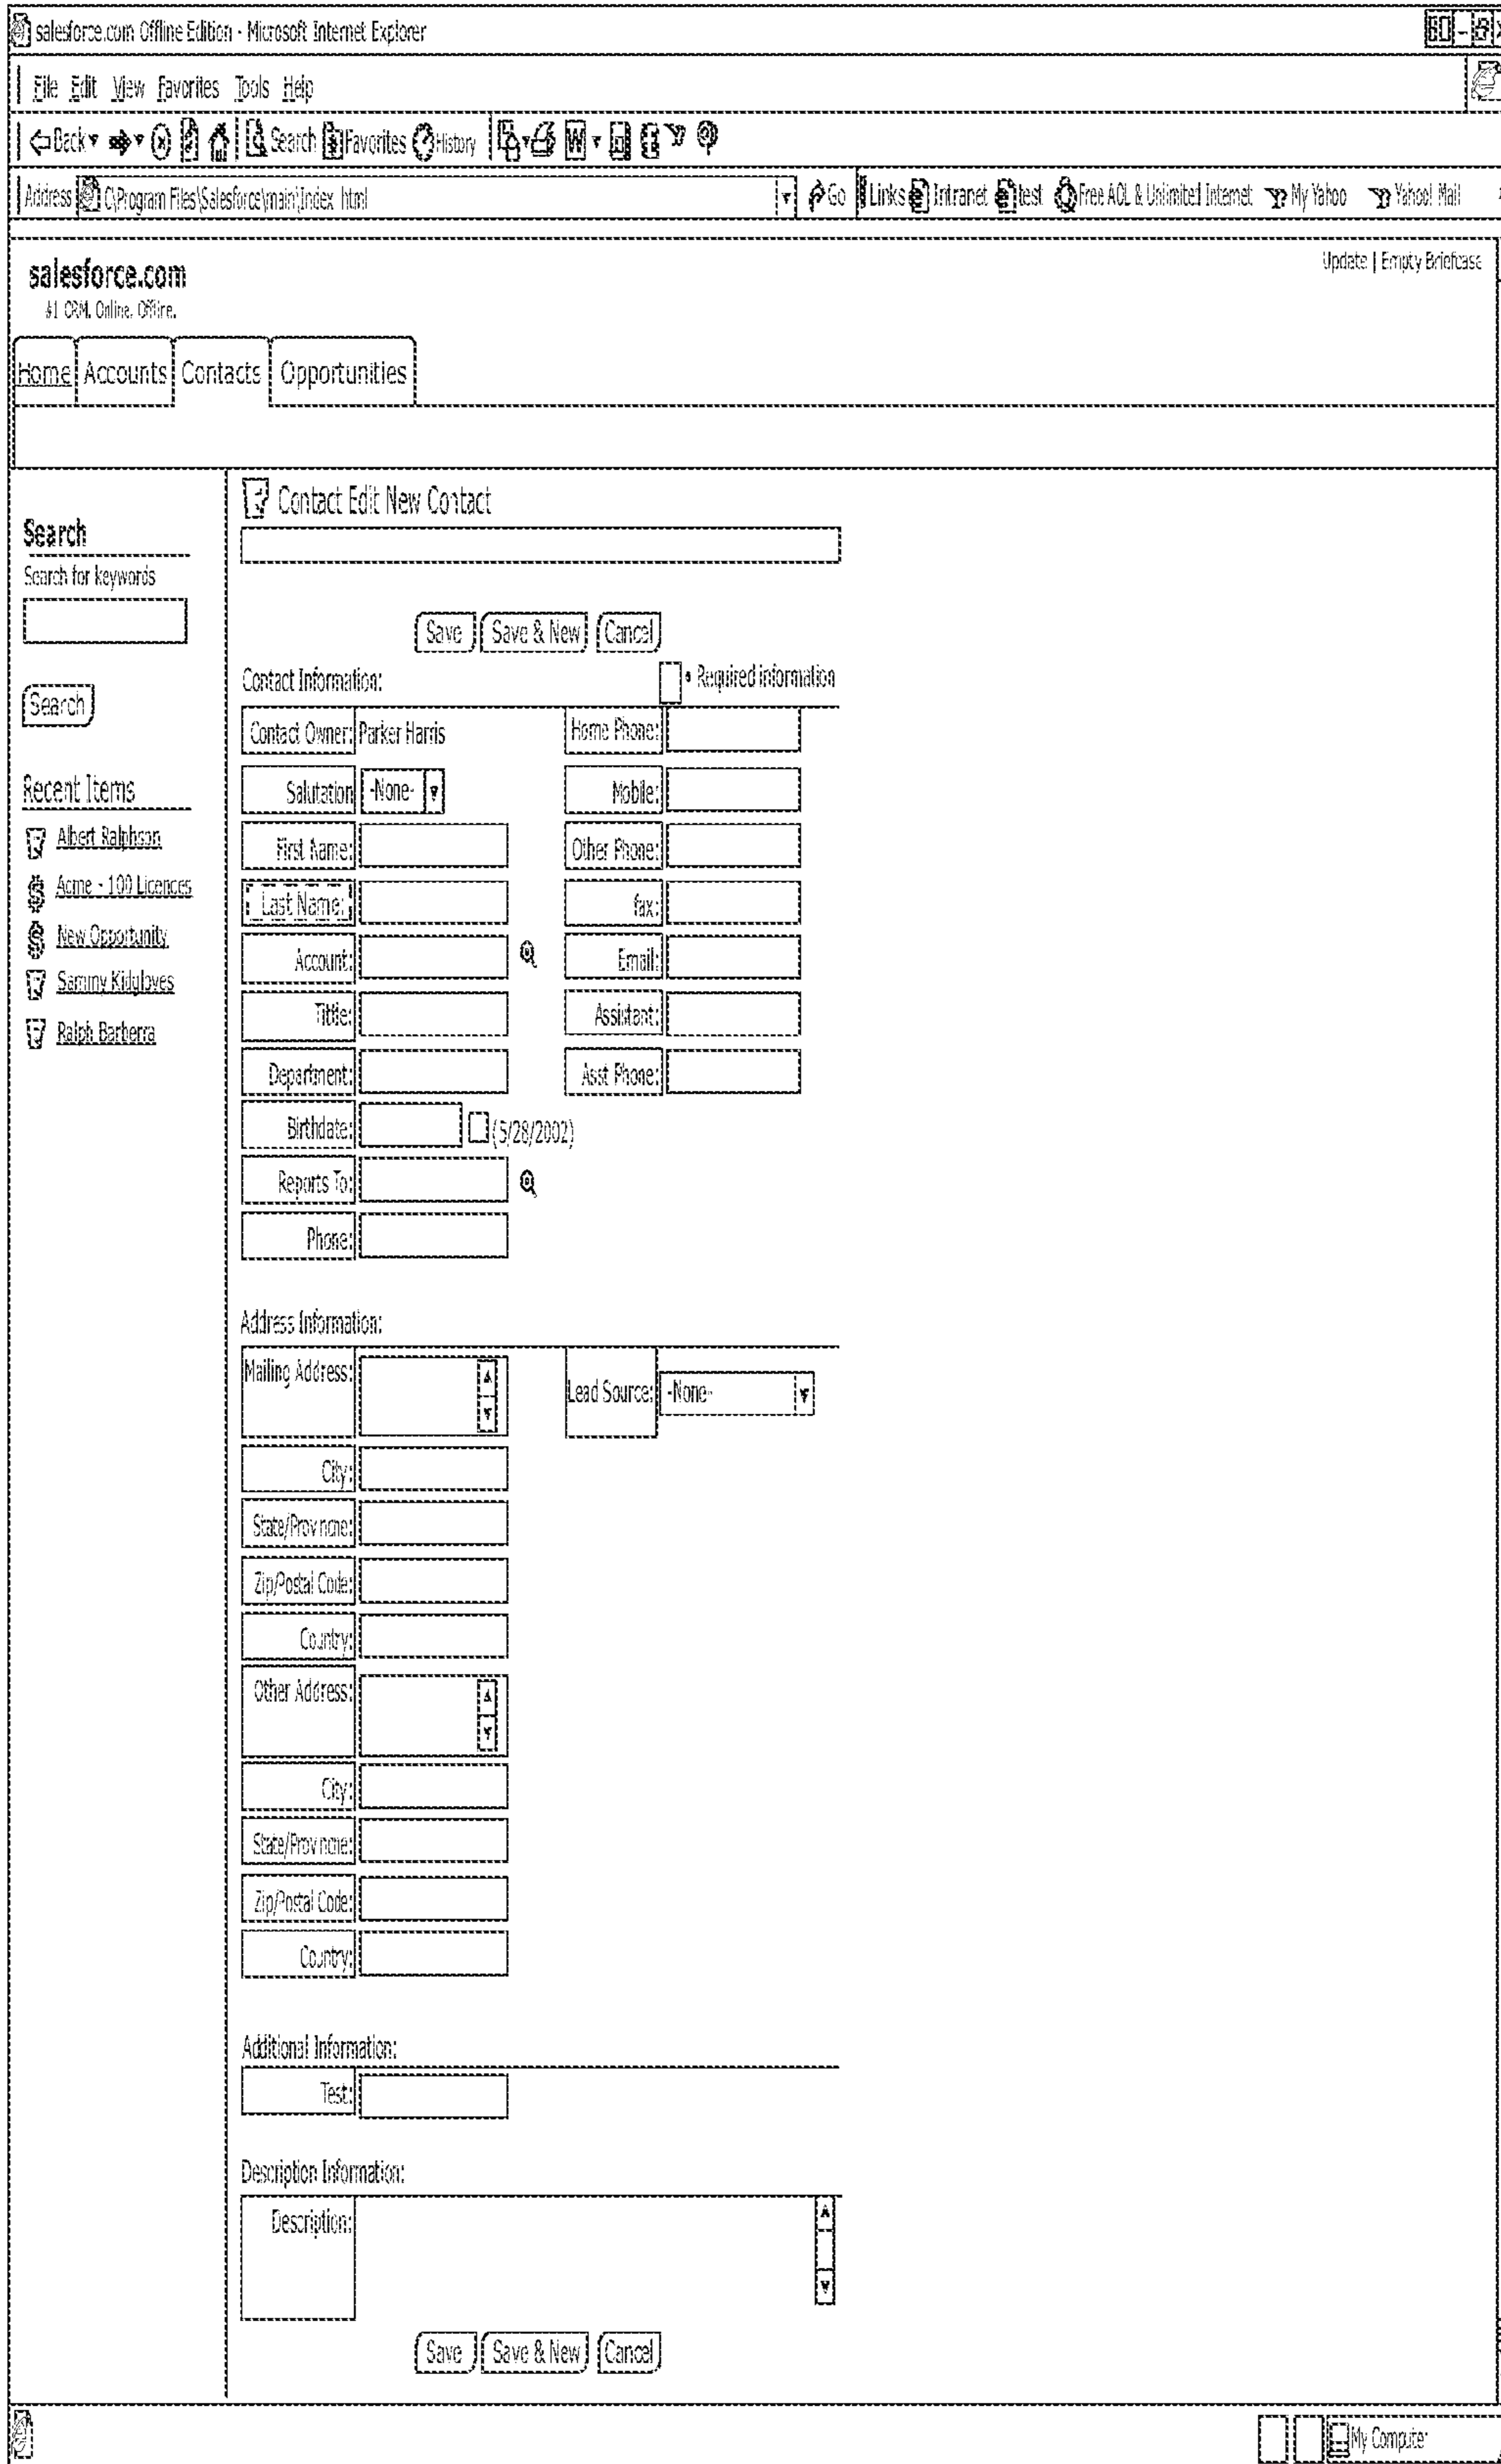 salesforce.com Offline Edition - Microsoft Internet Explorer
File Edit View Favorites Tools Help
Back Search Favorites History W
Address C:\Program Files\Salesforce\main\Index html Go Links Intranet test Free AOL & Unlimited Internet My Yahoo Yahoo! Mail
salesforce.com
#1 CRM. Online. Offline.
Update | Empty Briefcase
Home Accounts Contacts Opportunities
Search
Search for keywords
Search
Recent Items
Albert Ralphson
Acme - 100 Licences
New Opportunity
Sammy Kidgloves
Ralph Barberra
Contact Edit New Contact
Save Save & New Cancel
Contact Information: • Required information
Contact Owner: Parker Harris Home Phone:
Salutation -None- Mobile:
First Name: Other Phone:
Last Name: fax:
Account: Email:
Tittle: Assistant:
Department: Asst Phone:
Birthdate: (5/28/2002)
Reports To:
Phone:
Address Information:
Mailing Address: Lead Source: -None-
City:
State/Provnone:
Zip/Postal Code:
Country:
Other Address:
City:
State/Provnone:
Zip/Postal Code:
Country:
Additional Information:
Test:
Description Information:
Description:
Save Save & New Cancel
My Computer